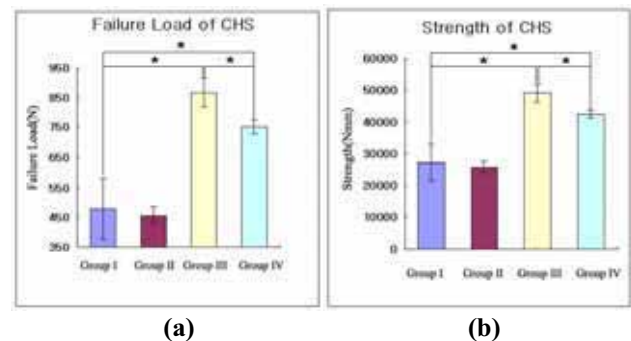 Failure Load of CHS
*
* *
950
850
750
650
550
450
350
Failure Load(N)
Group I Group II Group III Group IV
(a)
Strength of CHS
*
* *
60000
50000
40000
30000
20000
10000
0
Strength(Nmm)
Group I Group II Group III Group IV
(b)